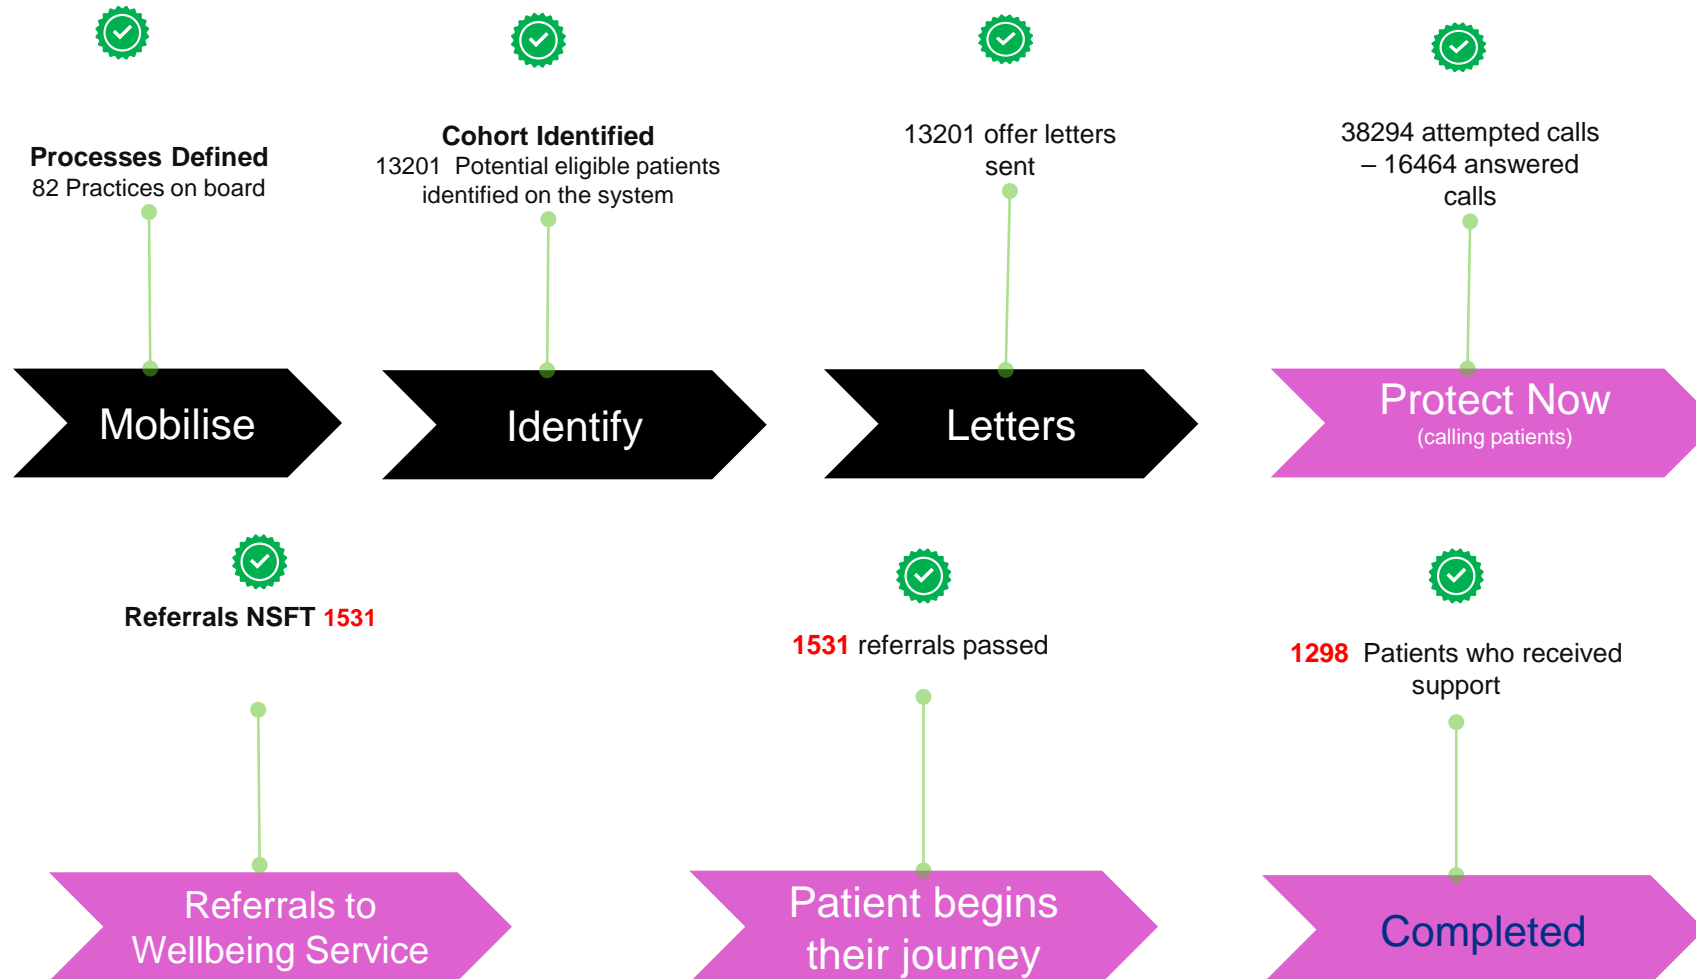 Processes Defined
82 Practices on board
Cohort Identified
13201 Potential eligible patients
identified on the system
13201 offer letters
sent
38294 attempted calls
– 16464 answered
calls
Mobilise
Identify
Letters
Protect Now
(calling patients)
Referrals NSFT 1531
1531 referrals passed
1298 Patients who received
support
Referrals to
Wellbeing Service
Patient begins
their journey
Completed